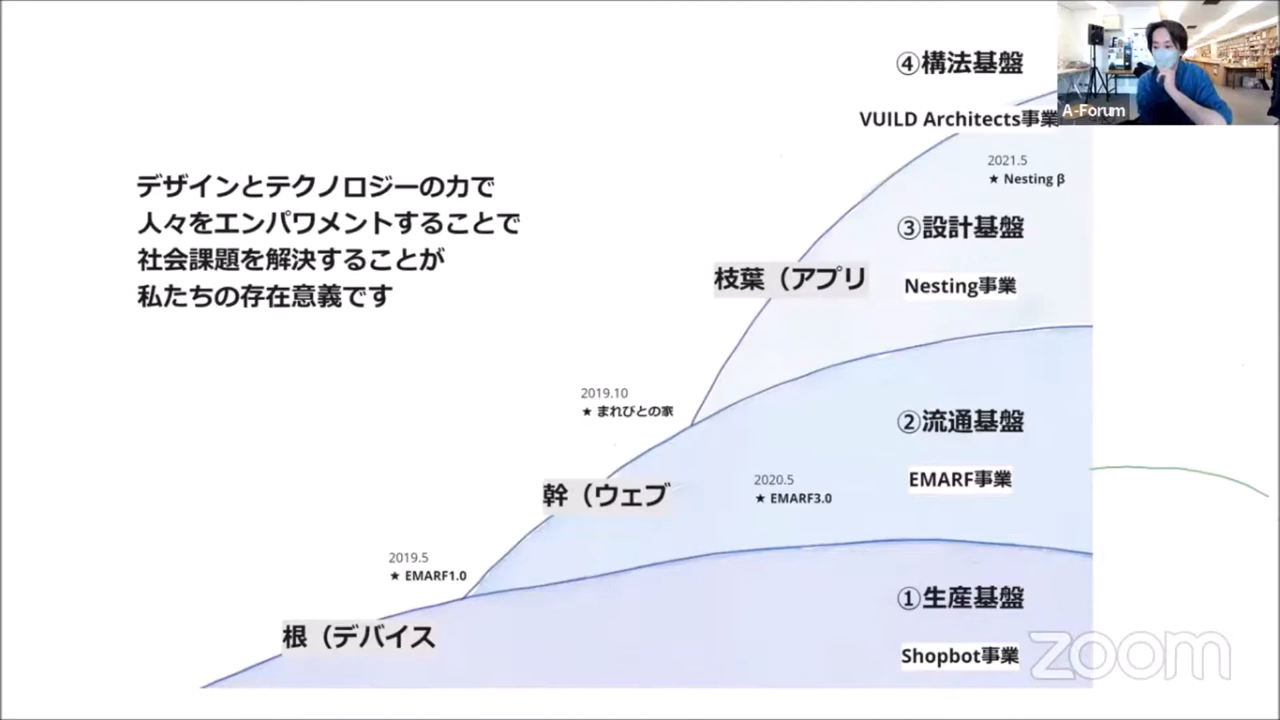 ④構法基盤
VUILD Architects事業
A-Forum
2021.5
★ Nesting β
デザインとテクノロジーの力で
人々をエンパワメントすることで
社会課題を解決することが
私たちの存在意義です
③設計基盤
枝葉（アプリ
Nesting事業
2019.10
★ まれびとの家
②流通基盤
EMARF事業
幹（ウェブ
2020.5
★ EMARF3.0
2019.5
★ EMARF1.0
①生産基盤
根（デバイス
Shopbot事業
zoom